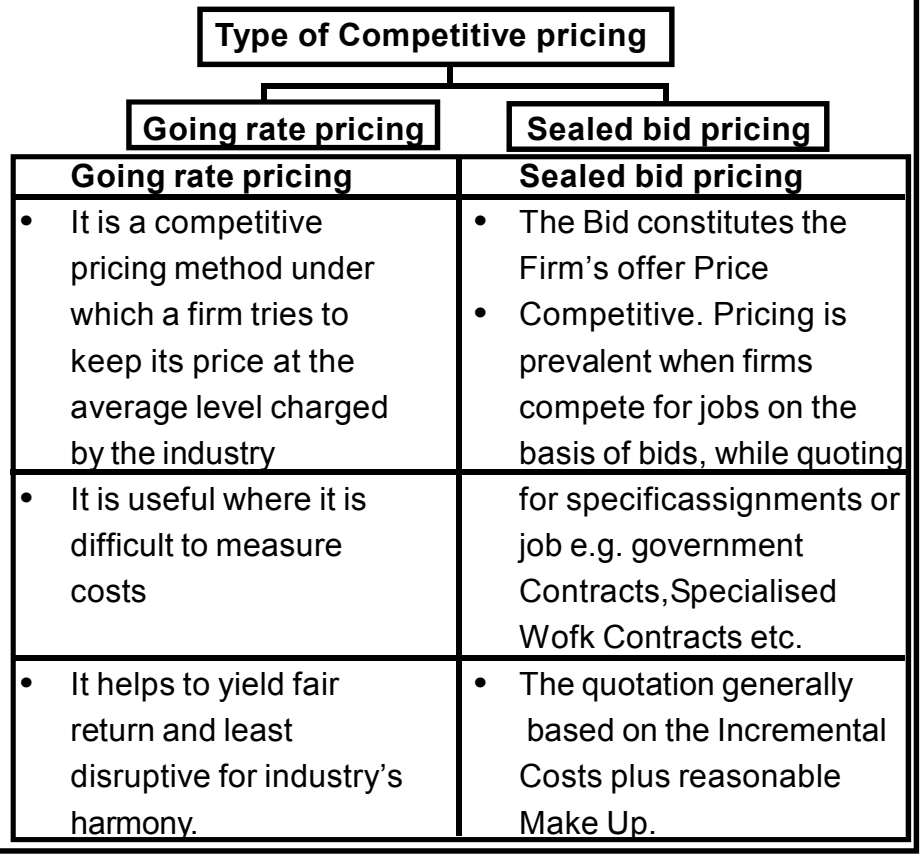 Type of Competitive pricing
Going rate pricing
Sealed bid pricing
Going rate pricing
• It is a competitive
pricing method under
which a firm tries to
keep its price at the
average level charged
by the industry
• It is useful where it is
difficult to measure
costs
• It helps to yield fair
return and least
disruptive for industry's
harmony.
Sealed bid pricing
• The Bid constitutes the
Firm's offer Price
• Competitive. Pricing is
prevalent when firms
compete for jobs on the
basis of bids, while quoting
for specificassignments or
job e.g. government
Contracts,Specialised
Wofk Contracts etc.
• The quotation generally
based on the Incremental
Costs plus reasonable
Make Up.